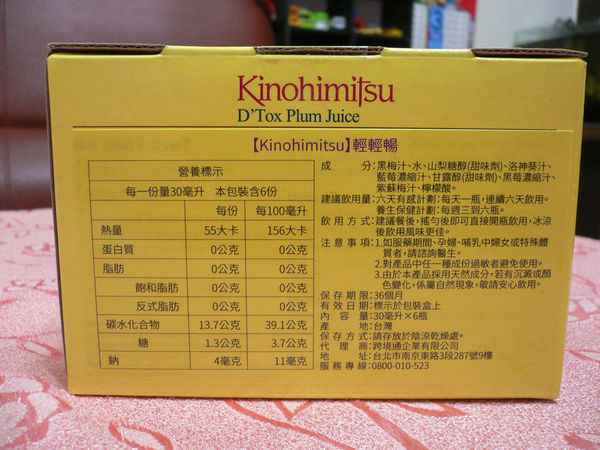 Kinohimitsu
D'Tox Plum Juice
【Kinohimitsu】輕輕暢
營養標示
每一份量30毫升 本包裝含6份
每份 每100毫升
熱量 55大卡 156大卡
蛋白質 0公克 0公克
脂肪 0公克 0公克
飽和脂肪 0公克 0公克
反式脂肪 0公克 0公克
碳水化合物 13.7公克 39.1公克
糖 1.3公克 3.7公克
鈉 4毫克 11毫克
成分:黑梅汁、水、山梨糖醇(甜味劑)、洛神葵汁、
藍莓濃縮汁、甘露醇(甜味劑)、黑莓濃縮汁、
紫蘇梅汁、檸檬酸。
建議飲用量:六天有感計劃:每天一瓶,連續六天飲用。
養生保健計劃:每週三到六瓶。
飲用方式:建議餐後,搖勻後即可直接開瓶飲用,冰涼
後飲用風味更佳。
注意事項:1.如服藥期間、孕婦、哺乳中婦女或特殊體
質者,請諮詢醫生。
2.對產品中任一種成份過敏者避免使用。
3.由於本產品採用天然成分,若有沉澱或顏
色變化,係屬自然現象,敬請安心飲用。
保存期限:36個月
有效日期:標示於包裝盒上
內容量:30毫升×6瓶
產地:台灣
保存方式:請存放於陰涼乾燥處。
代理商:跨境通企業有限公司
地址:台北市南京東路3段287號9樓
服務專線:0800-010-523